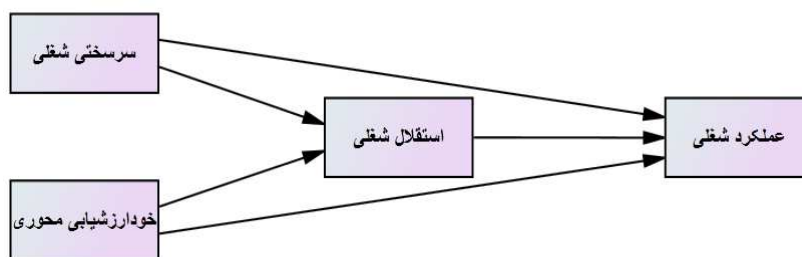 سرسختی شغلی
استقلال شغلی
عملکرد شغلی
خودارزشیابی محوری